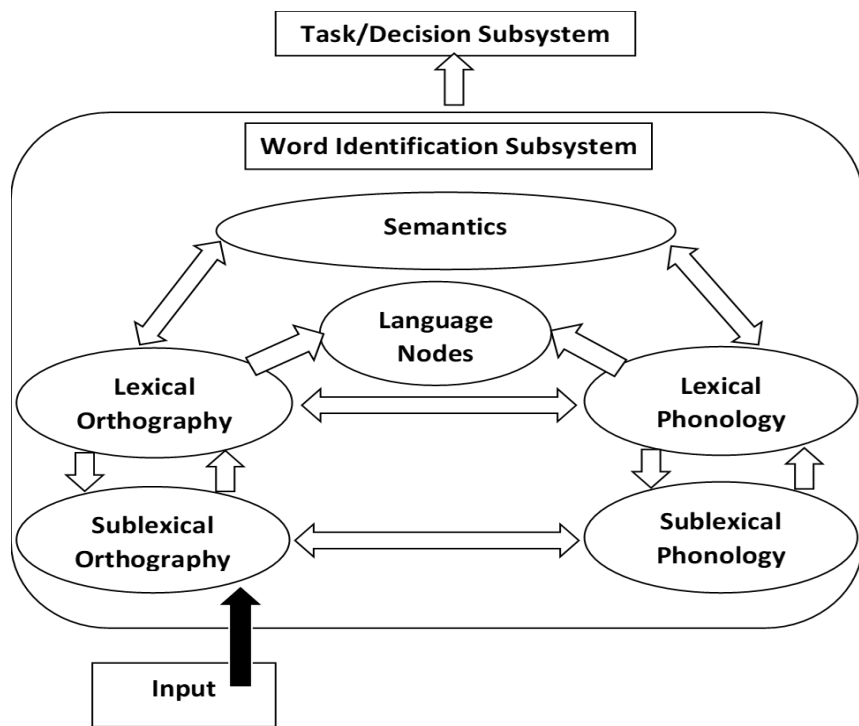 Task/Decision Subsystem
Word Identification Subsystem
Semantics
Language
Nodes
Lexical
Orthography
Lexical
Phonology
Sublexical
Orthography
Sublexical
Phonology
Input